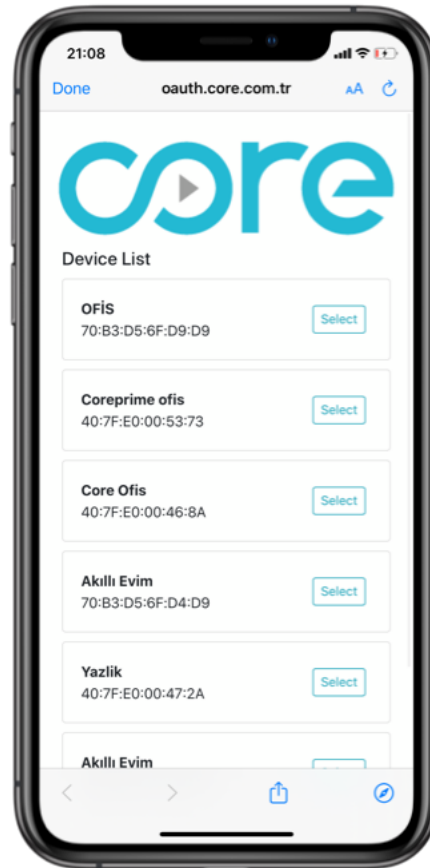 21:08
Done oauth.core.com.tr AA
core
Device List
OFİS
70:B3:D5:6F:D9:D9
Select
Coreprime ofis
40:7F:E0:00:53:73
Select
Core Ofis
40:7F:E0:00:46:8A
Select
Akıllı Evim
70:B3:D5:6F:D4:D9
Select
Yazlik
40:7F:E0:00:47:2A
Select
Akıllı Evim